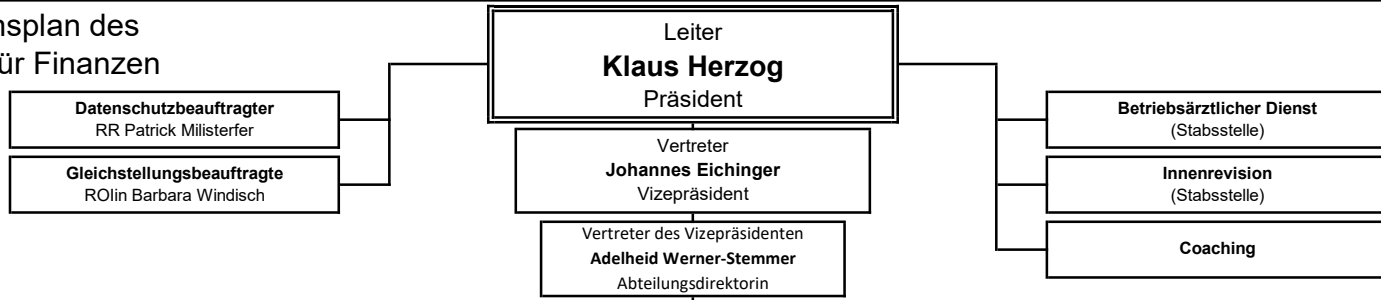 nsplan des
ür Finanzen
Leiter
Klaus Herzog
Präsident
Datenschutzbeauftragter
RR Patrick Milisterfer
Gleichstellungsbeauftragte
ROlin Barbara Windisch
Vertreter
Johannes Eichinger
Vizepräsident
Vertreter des Vizepräsidenten
Adelheid Werner-Stemmer
Abteilungsdirektorin
Betriebsärztlicher Dienst
(Stabsstelle)
Innenrevision
(Stabsstelle)
Coaching